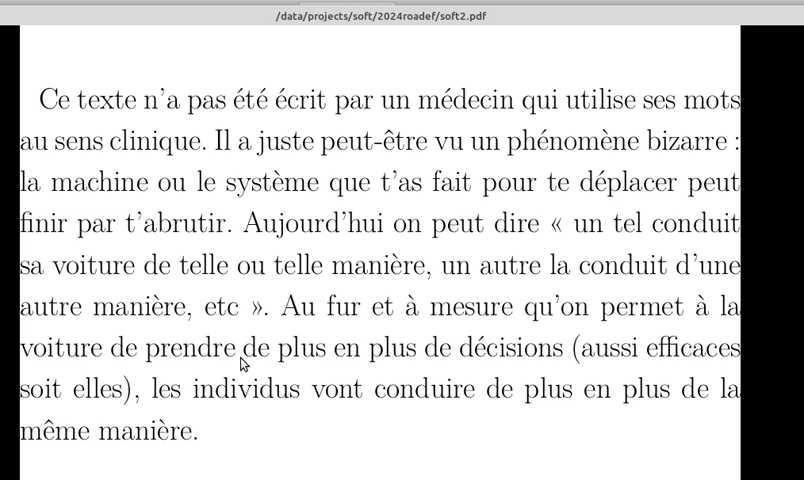 /data/projects/soft/2024roadef/soft2.pdf
Ce texte n'a pas été écrit par un médecin qui utilise ses mots
au sens clinique. Il a juste peut-être vu un phénomène bizarre :
la machine ou le système que t'as fait pour te déplacer peut
finir par t'abrutir. Aujourd'hui on peut dire « un tel conduit
sa voiture de telle ou telle manière, un autre la conduit d'une
autre manière, etc ». Au fur et à mesure qu'on permet à la
voiture de prendre de plus en plus de décisions (aussi efficaces
soit elles), les individus vont conduire de plus en plus de la
même manière.